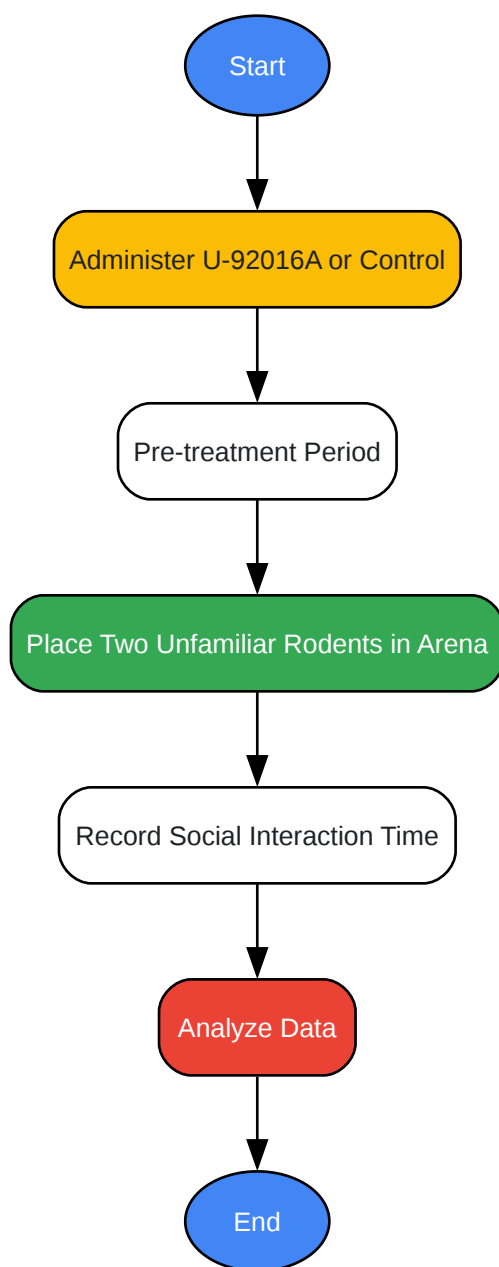 Start
Administer U-92016A or Control
Pre-treatment Period
Place Two Unfamiliar Rodents in Arena
Record Social Interaction Time
Analyze Data
End